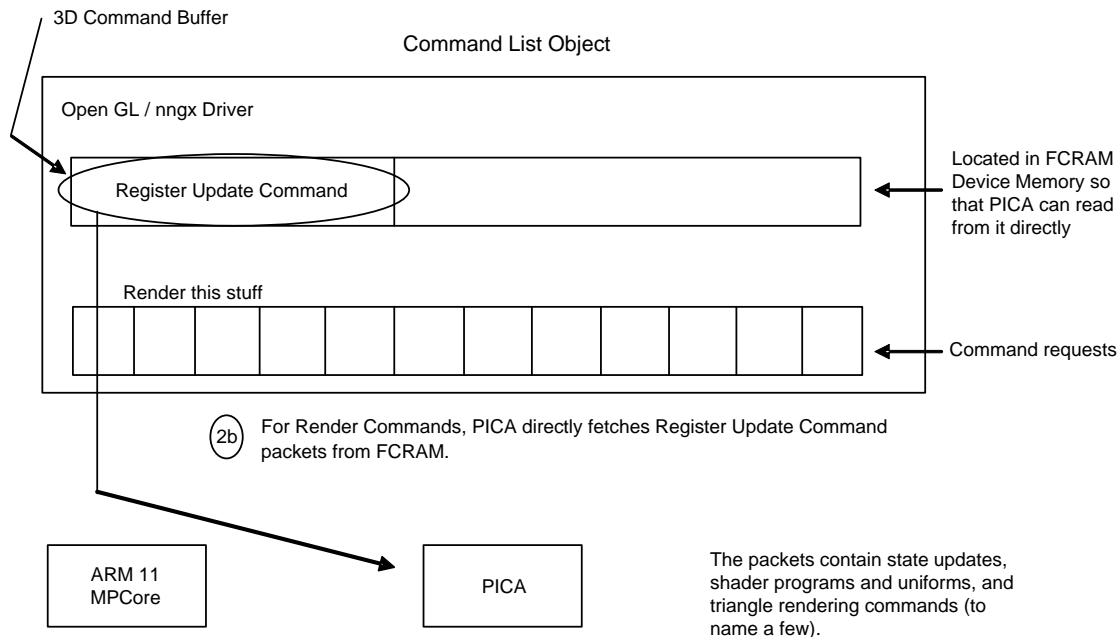 3D Command Buffer
Command List Object
Open GL / nngx Driver
Register Update Command
Located in FCRAM
Device Memory so
that PICA can read
from it directly
Render this stuff
Command requests
2b
For Render Commands, PICA directly fetches Register Update Command
packets from FCRAM.
ARM 11
MPCore
PICA
The packets contain state updates,
shader programs and uniforms, and
triangle rendering commands (to
name a few).